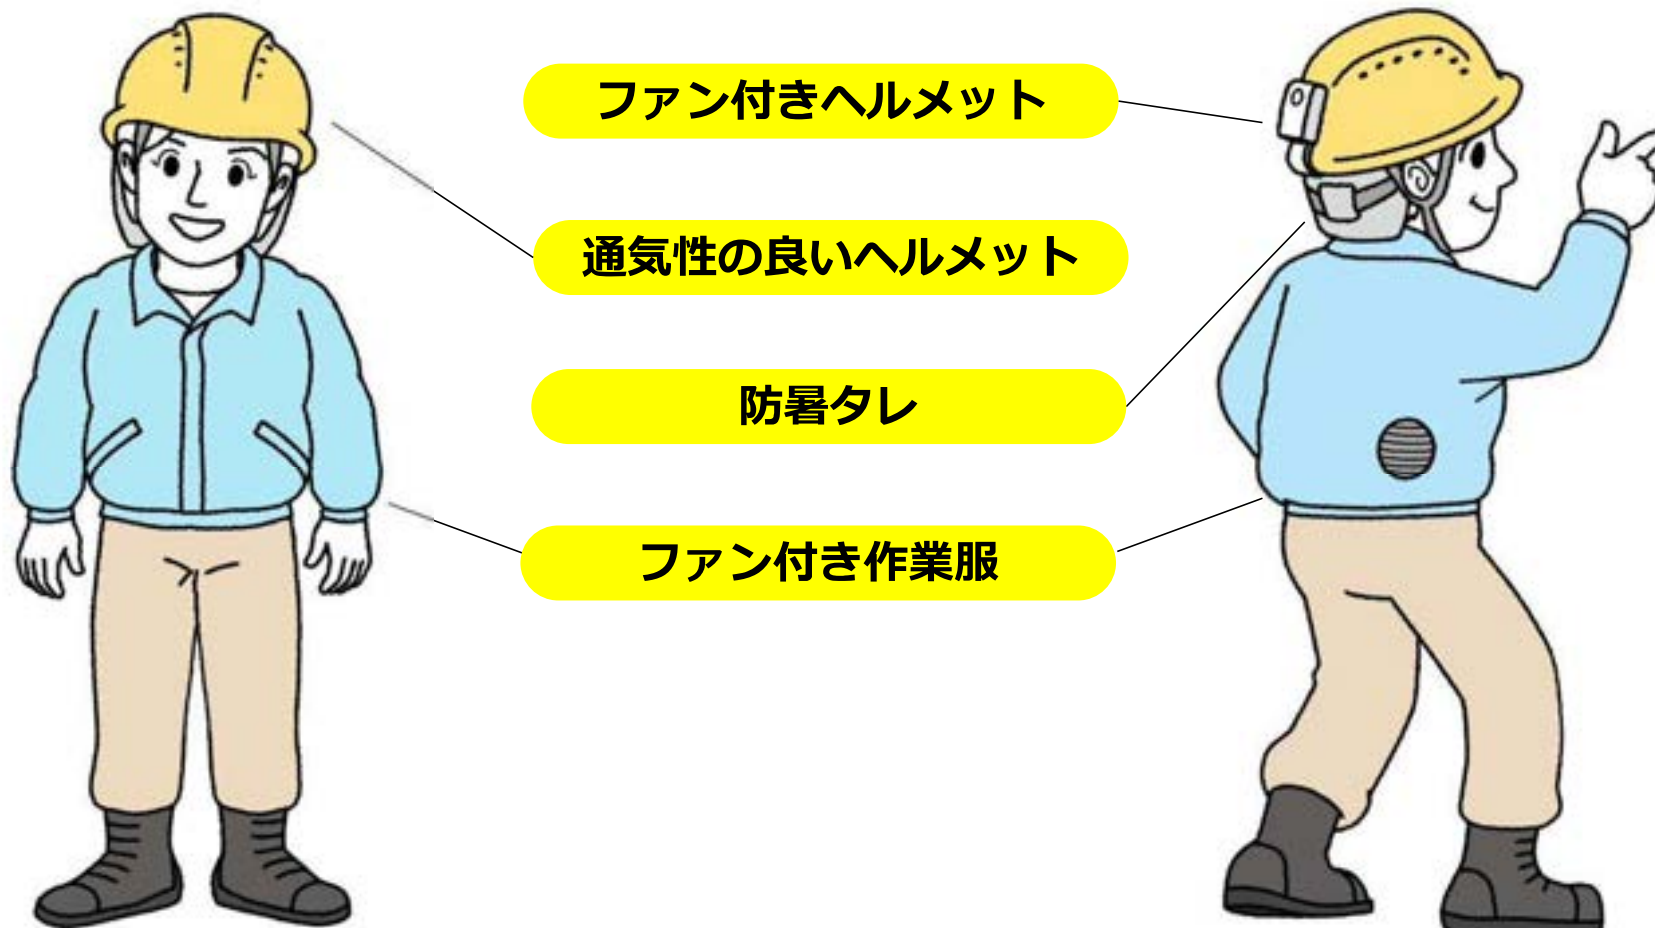 ファン付きヘルメット
通気性の良いヘルメット
防暑タレ
ファン付き作業服